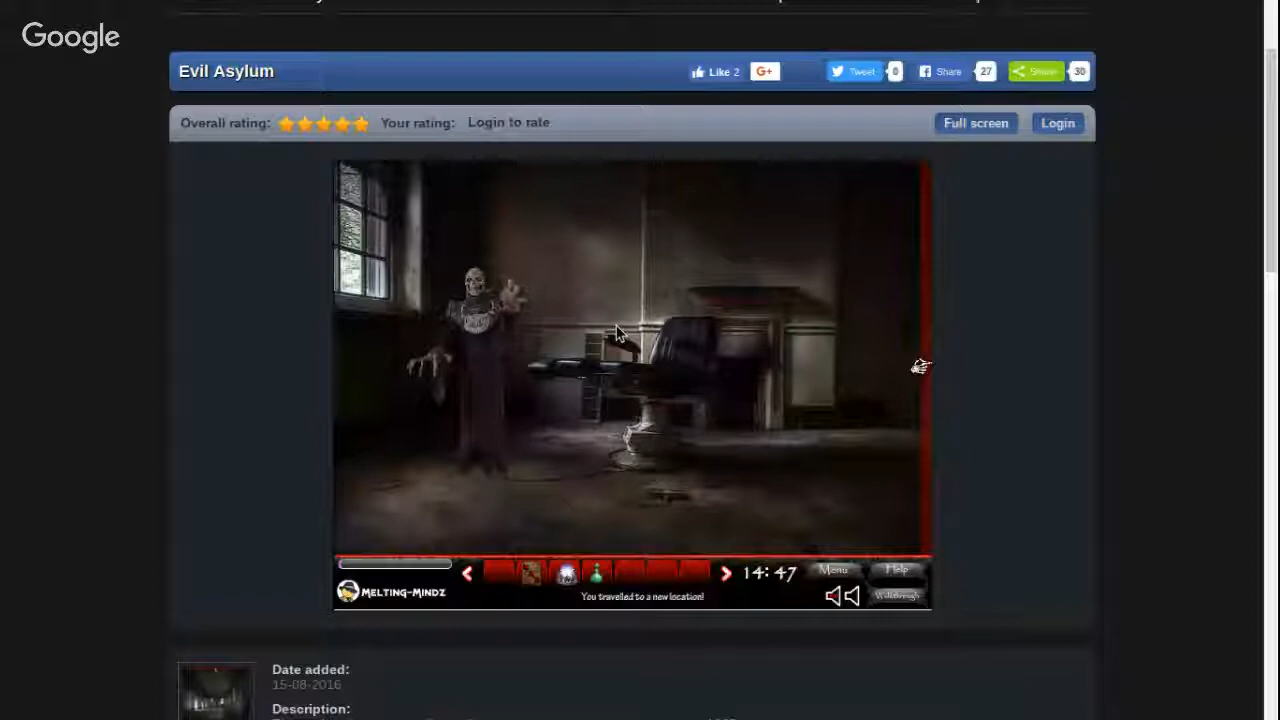 Google
Evil Asylum
Like 2
G+
Tweet
0
Share
27
Share
30
Overall rating:
Your rating: Login to rate
Full screen
Login
14:47
Menu
Help
MELTING-MINDZ
You travelled to a new location!
Walkthrough
Date added:
15-08-2016
Description: